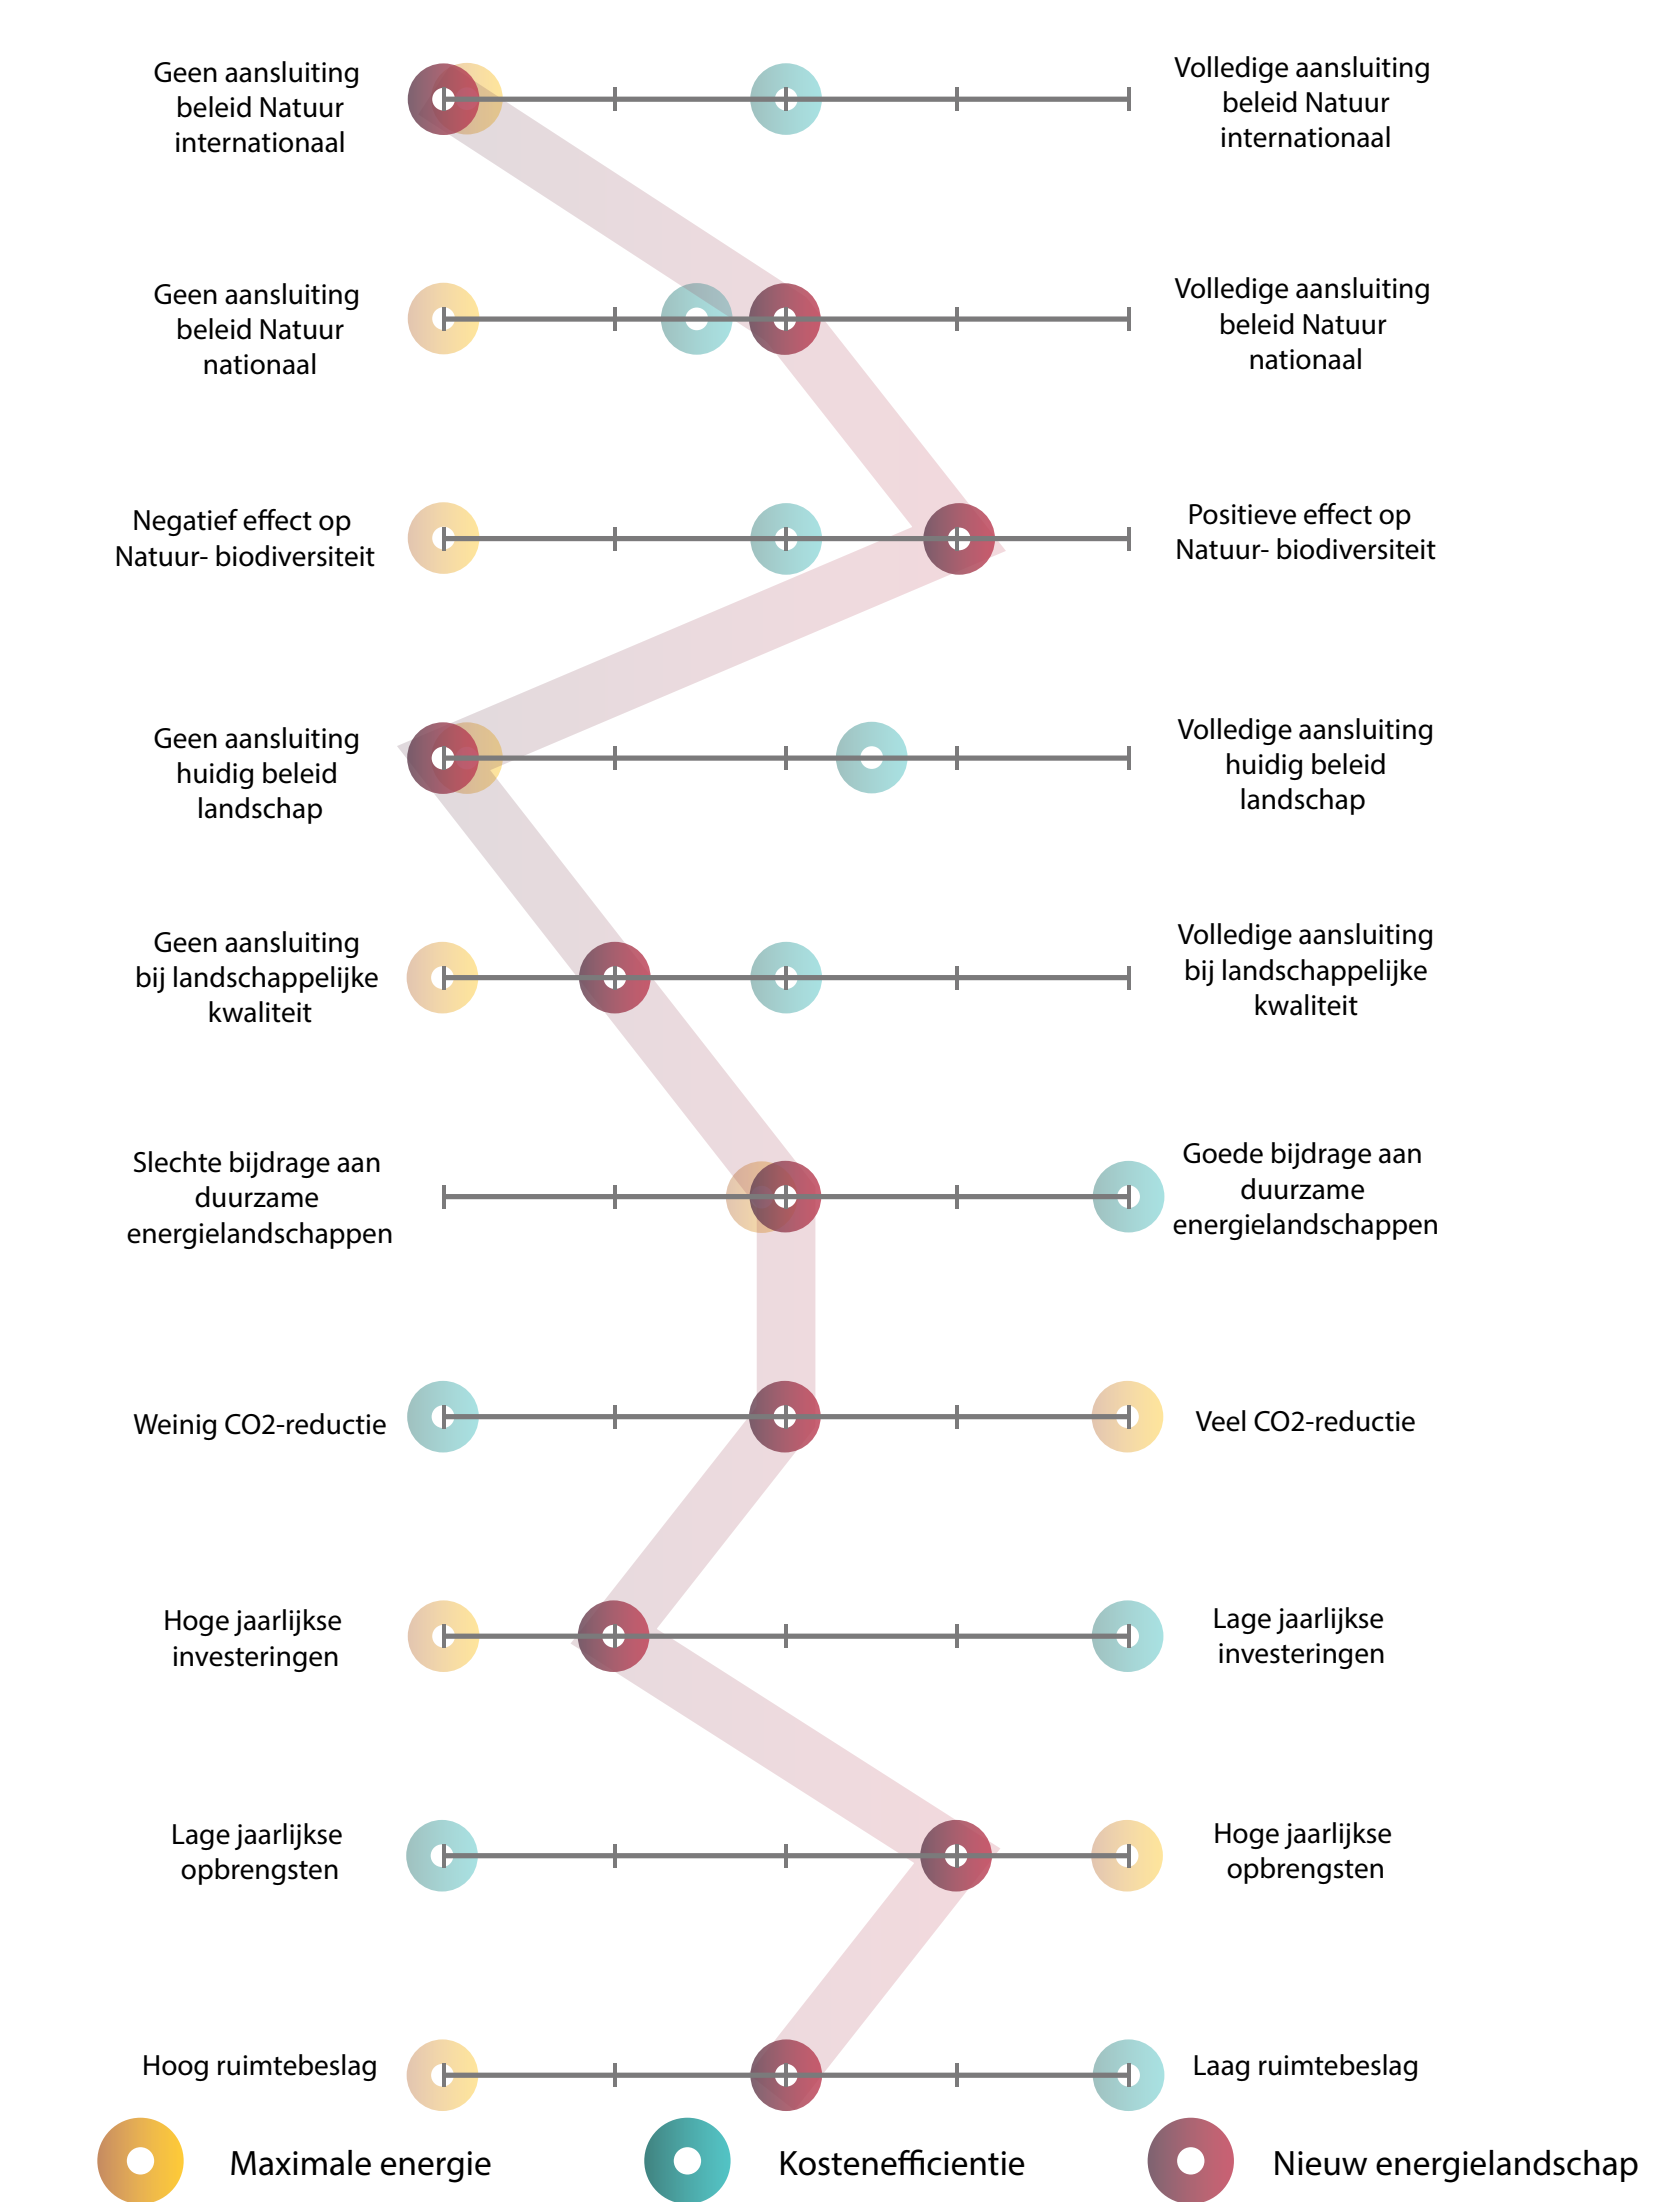 Geen aansluiting
beleid Natuur
internationaal
Volledige aansluiting
beleid Natuur
internationaal
Geen aansluiting
beleid Natuur
nationaal
Volledige aansluiting
beleid Natuur
nationaal
Negatief effect op
Natuur- biodiversiteit
Positieve effect op
Natuur- biodiversiteit
Geen aansluiting
huidig beleid
landschap
Volledige aansluiting
huidig beleid
landschap
Geen aansluiting
bij landschappelijke
kwaliteit
Volledige aansluiting
bij landschappelijke
kwaliteit
Slechte bijdrage aan
duurzame
energielandschappen
Goede bijdrage aan
duurzame
energielandschappen
Weinig CO2-reductie
Veel CO2-reductie
Hoge jaarlijkse
investeringen
Lage jaarlijkse
investeringen
Lage jaarlijkse
opbrengsten
Hoge jaarlijkse
opbrengsten
Hoog ruimtebeslag
Laag ruimtebeslag
Maximale energie
Kostenefficientie
Nieuw energielandschap